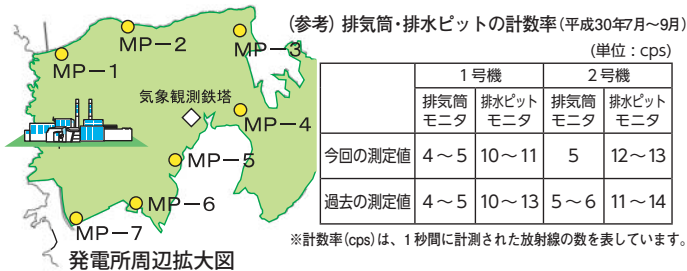 MP－1
MP－2
MP－3
気象観測鉄塔
MP－4
MP－5
MP－6
MP－7
発電所周辺拡大図
(参考) 排気筒・排水ピットの計数率(平成30年7月～9月)
(単位：cps)
1号機 2号機
排気筒モニタ 排水ピットモニタ 排気筒モニタ 排水ピットモニタ
今回の測定値 4～5 10～11 5 12～13
過去の測定値 4～5 10～13 5～6 11～14
※計数率(cps)は、1秒間に計測された放射線の数を表しています。